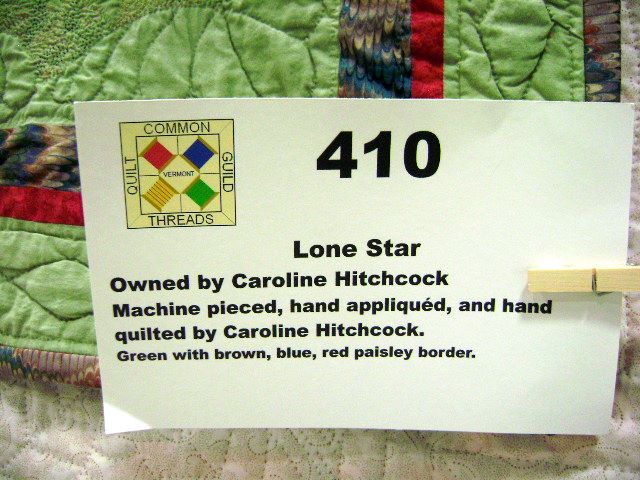 COMMON
QUILT
GUILD
VERMONT
THREADS
410
Lone Star
Owned by Caroline Hitchcock
Machine pieced, hand appliquéd, and hand
quilted by Caroline Hitchcock.
Green with brown, blue, red paisley border.